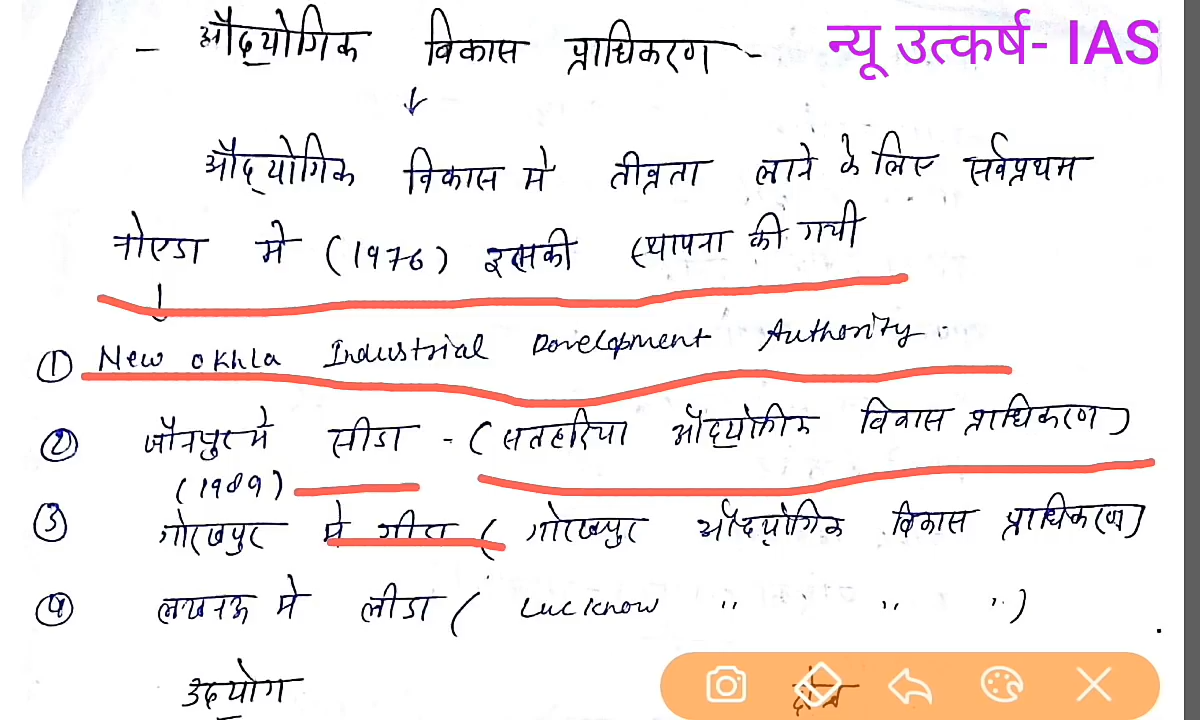 - औद्योगिक विकास प्राधिकरण -
न्यू उत्कर्ष- IAS
औद्योगिक विकास मे तीव्रता लाने के लिए सर्वप्रथम
नोएडा मे (1976) इसकी स्थापना की गयी
① New okhla Industrial Development Authority.
② जौनपुर मे सीडा - (सतहरिया औद्योगिक विकास प्राधिकरण)
(1989)
③ गोरखपुर मे गीडा (गोरखपुर औद्योगिक विकास प्राधिकरण)
④ लखनऊ मे लीडा ( Lucknow " " ")
उद्योग